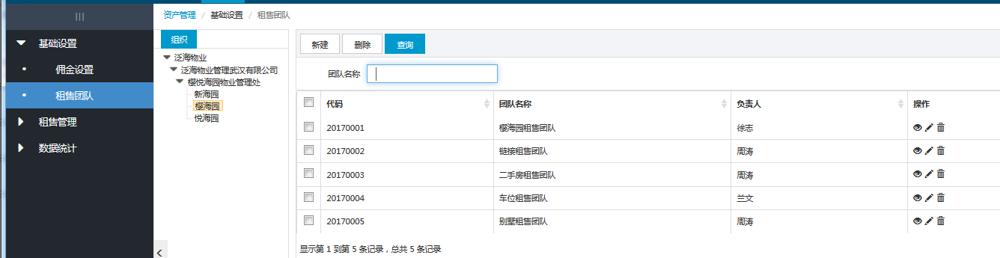 资产管理 / 基础设置 / 租售团队
基础设置
佣金设置
租售团队
租售管理
数据统计
组织
泛海物业
泛海物业管理武汉有限公司
樱悦海园物业管理处
新海园
樱海园
悦海园
新建 删除 查询
团队名称
代码 团队名称 负责人 操作
20170001 樱海园租售团队 徐志
20170002 链接租售团队 周涛
20170003 二手房租售团队 周涛
20170004 车位租售团队 兰文
20170005 别墅租售团队 周涛
显示第 1 到第 5 条记录，总共 5 条记录